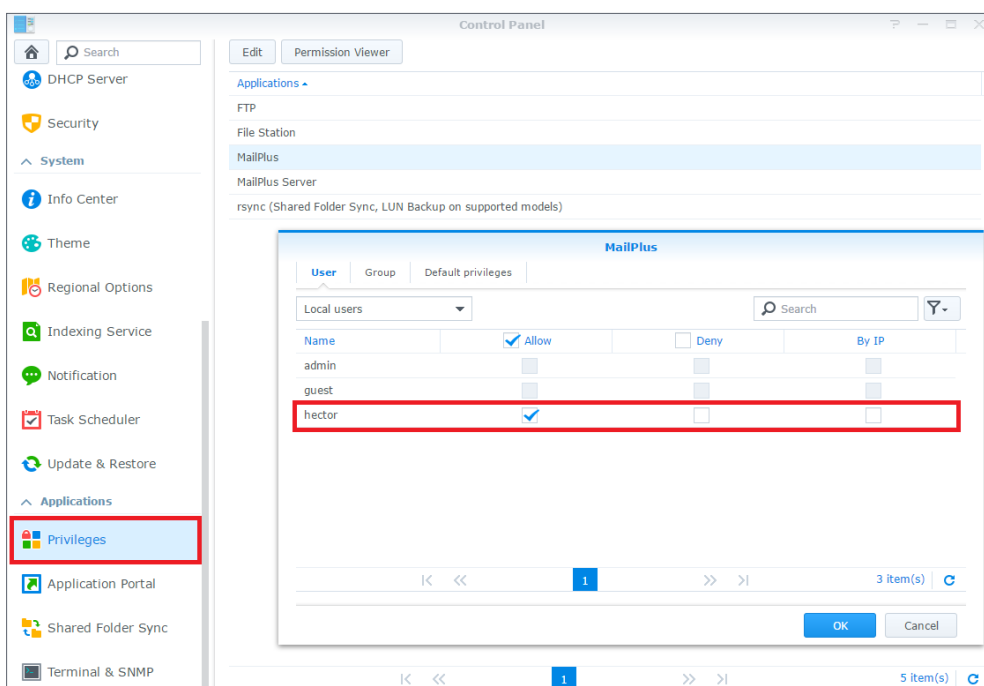 Control Panel
Search
DHCP Server
Security
System
Info Center
Theme
Regional Options
Indexing Service
Notification
Task Scheduler
Update & Restore
Applications
Privileges
Application Portal
Shared Folder Sync
Terminal & SNMP
Edit Permission Viewer
Applications
FTP
File Station
MailPlus
MailPlus Server
rsync (Shared Folder Sync, LUN Backup on supported models)
MailPlus
User Group Default privileges
Local users Search
Name Allow Deny By IP
admin
guest
hector
1 3 item(s)
OK Cancel
1 5 item(s)